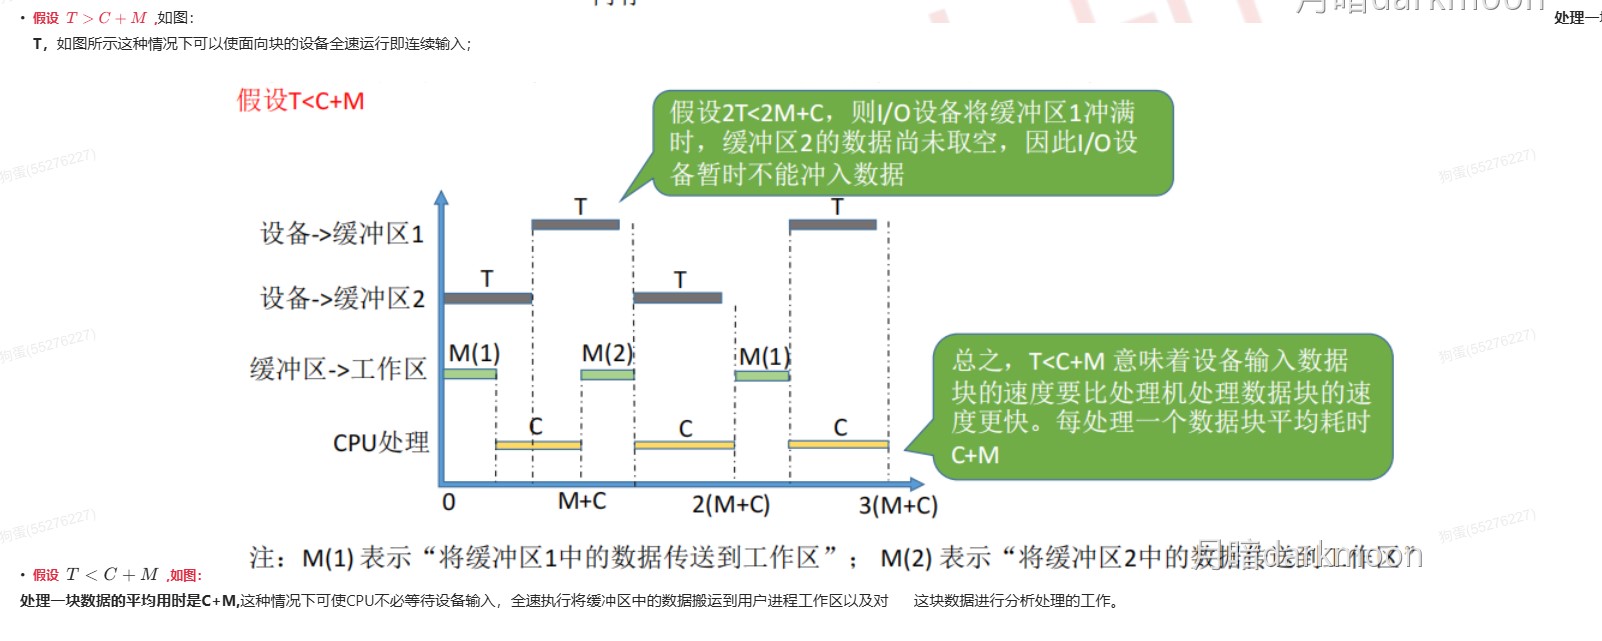 • 假设 T > C + M ,如图：
处理一
T，如图所示这种情况下可以使面向块的设备全速运行即连续输入；
月暗darkmoon
假设T<C+M
假设2T<2M+C，则I/O设备将缓冲区1冲满
时，缓冲区2的数据尚未取空，因此I/O设
备暂时不能冲入数据
狗蛋(55276227)
狗蛋(55276227)
T T
设备->缓冲区1
T T
设备->缓冲区2
M(1) M(2) M(1)
缓冲区->工作区
总之，T<C+M 意味着设备输入数据
块的速度要比处理机处理数据块的速
度更快。每处理一个数据块平均耗时
C+M
狗蛋(55276227)
狗蛋(55276227)
C C C
CPU处理
0 M+C 2(M+C) 3(M+C)
狗蛋(55276227)
狗蛋(55276227)
注：M(1) 表示“将缓冲区1中的数据传送到工作区”； M(2) 表示“将缓冲区2中的数据传送到工作区”
月暗darkmoon
• 假设 T < C + M ,如图：
处理一块数据的平均用时是C+M,这种情况下可使CPU不必等待设备输入，全速执行将缓冲区中的数据搬运到用户进程工作区以及对 这块数据进行分析处理的工作。